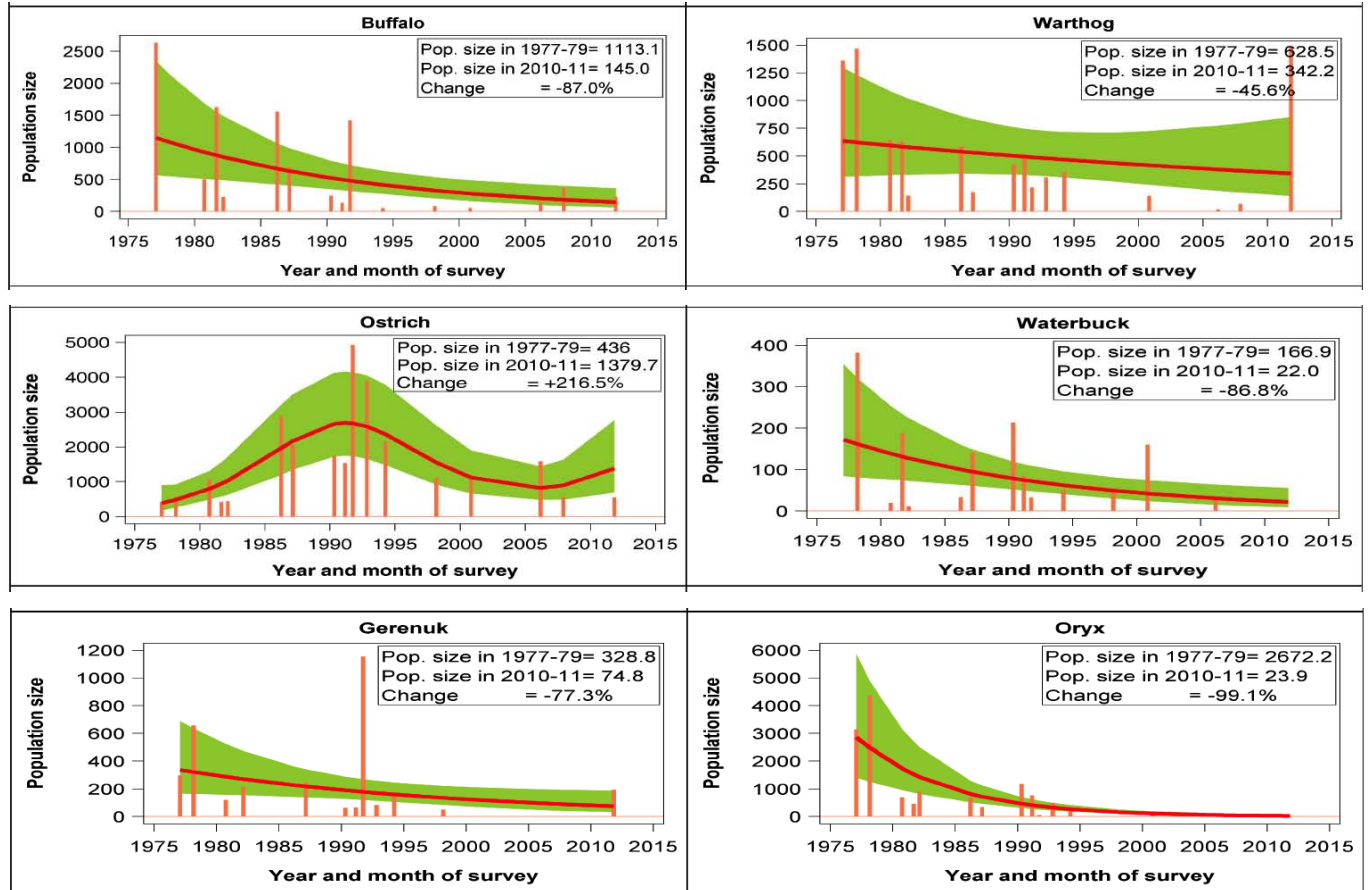 Buffalo
Pop. size in 1977-79= 1113.1
Pop. size in 2010-11= 145.0
Change = -87.0%
Population size
2500
2000
1500
1000
500
0
1975 1980 1985 1990 1995 2000 2005 2010 2015
Year and month of survey
Warthog
Pop. size in 1977-79= 628.5
Pop. size in 2010-11= 342.2
Change = -45.6%
Population size
1500
1250
1000
750
500
250
0
1975 1980 1985 1990 1995 2000 2005 2010 2015
Year and month of survey
Ostrich
Pop. size in 1977-79= 436
Pop. size in 2010-11= 1379.7
Change = +216.5%
Population size
5000
4000
3000
2000
1000
0
1975 1980 1985 1990 1995 2000 2005 2010 2015
Year and month of survey
Waterbuck
Pop. size in 1977-79= 166.9
Pop. size in 2010-11= 22.0
Change = -86.8%
Population size
400
300
200
100
0
1975 1980 1985 1990 1995 2000 2005 2010 2015
Year and month of survey
Gerenuk
Pop. size in 1977-79= 328.8
Pop. size in 2010-11= 74.8
Change = -77.3%
Population size
1200
1000
800
600
400
200
0
1975 1980 1985 1990 1995 2000 2005 2010 2015
Year and month of survey
Oryx
Pop. size in 1977-79= 2672.2
Pop. size in 2010-11= 23.9
Change = -99.1%
Population size
6000
5000
4000
3000
2000
1000
0
1975 1980 1985 1990 1995 2000 2005 2010 2015
Year and month of survey